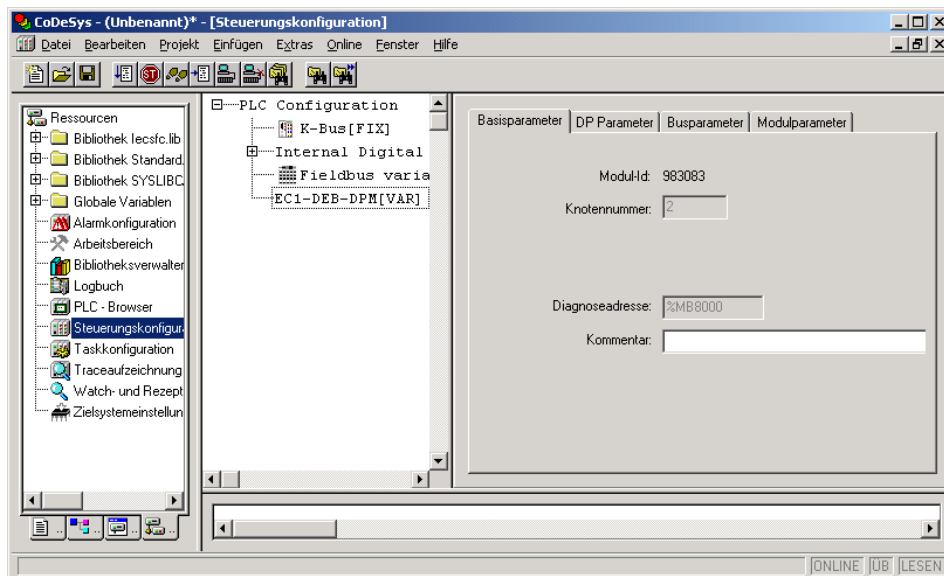 CoDeSys - (Unbenannt)* - [Steuerungskonfiguration]
Datei Bearbeiten Projekt Einfügen Extras Online Fenster Hilfe
Ressourcen
Bibliothek Iecsfc.lib
Bibliothek Standard.
Bibliothek SYSLIBC
Globale Variablen
Alarmkonfiguration
Arbeitsbereich
Bibliotheksverwalter
Logbuch
PLC - Browser
Steuerungskonfigur
Taskkonfiguration
Traceaufzeichnung
Watch- und Rezept
Zielsystemeinstellun
PLC Configuration
K-Bus[FIX]
Internal Digital
Fieldbus varia
EC1-DEB-DPM[VAR]
Basisparameter DP Parameter Busparameter Modulparameter
Modul-Id: 983083
Knotennummer: 2
Diagnoseadresse: %MB8000
Kommentar:
ONLINE ÜB LESEN